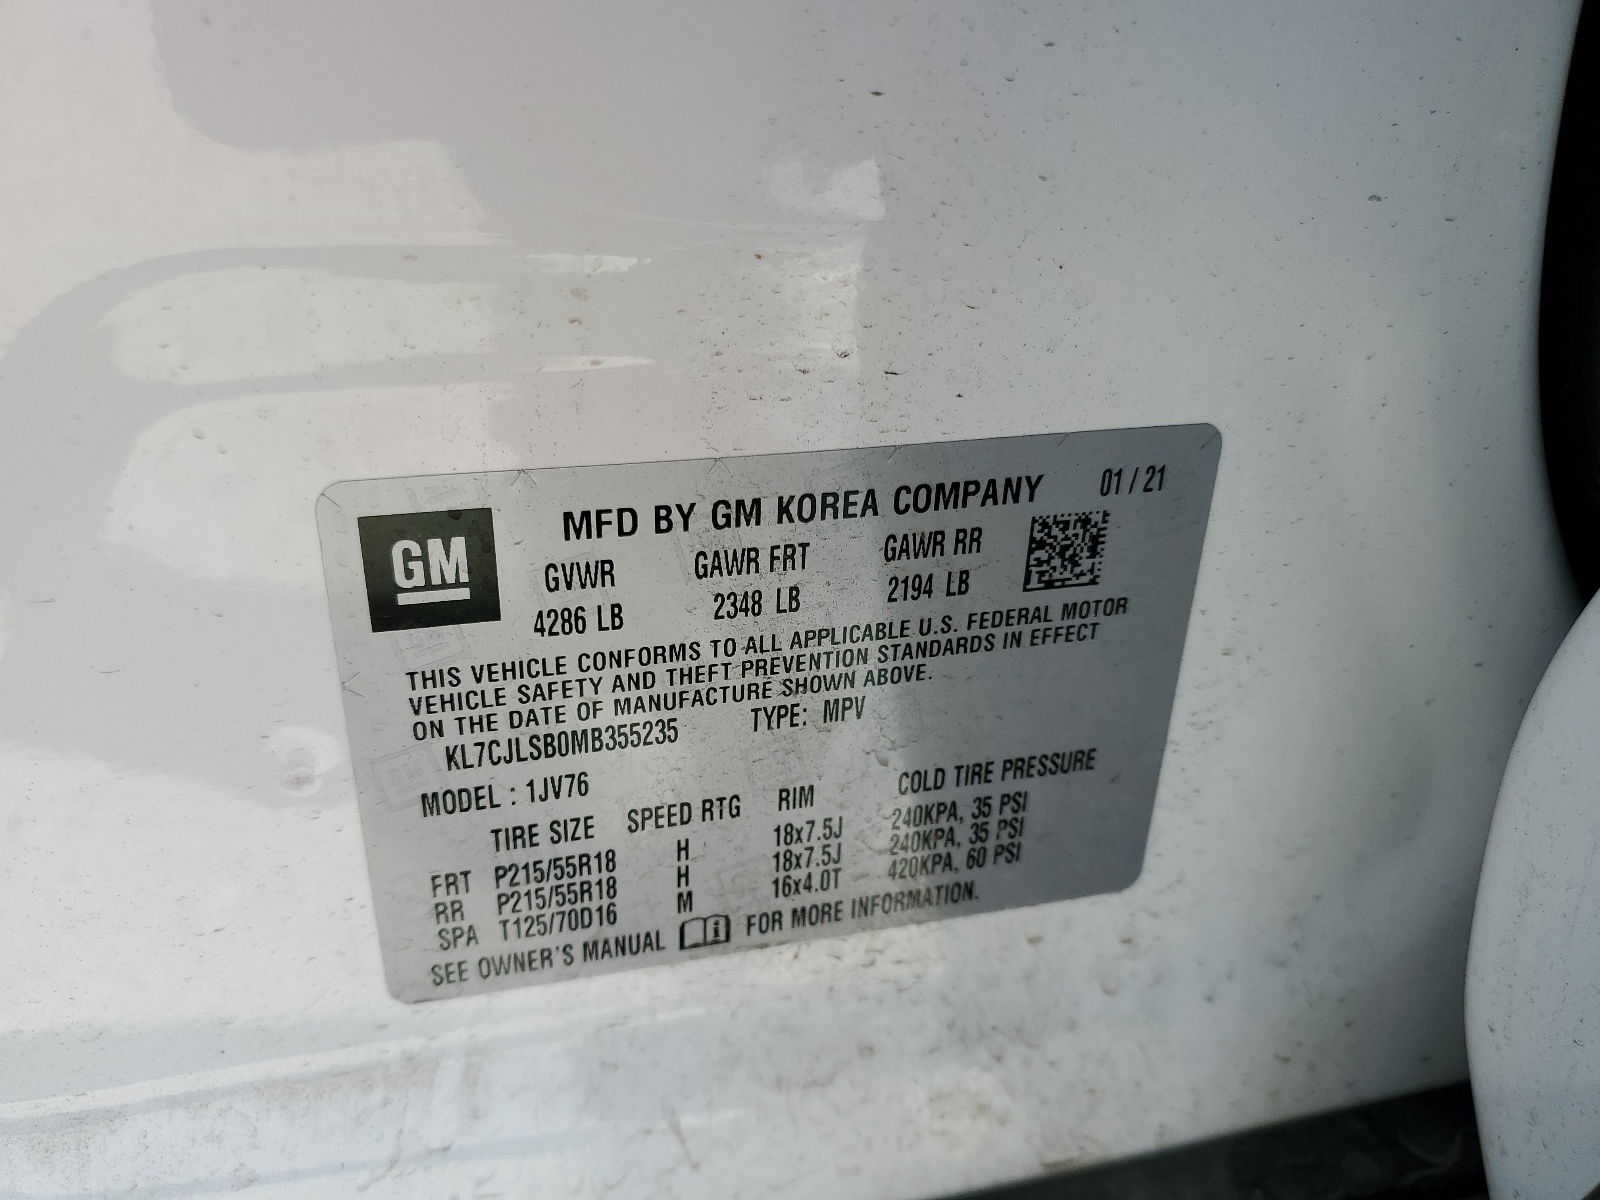 GM
MFD BY GM KOREA COMPANY 01 / 21
GVWR GAWR FRT GAWR RR
4286 LB 2348 LB 2194 LB
THIS VEHICLE CONFORMS TO ALL APPLICABLE U.S. FEDERAL MOTOR
VEHICLE SAFETY AND THEFT PREVENTION STANDARDS IN EFFECT
ON THE DATE OF MANUFACTURE SHOWN ABOVE.
KL7CJLSB0MB355235 TYPE: MPV
MODEL : 1JV76
TIRE SIZE SPEED RTG RIM COLD TIRE PRESSURE
FRT P215/55R18 H 18x7.5J 240KPA, 35 PSI
RR P215/55R18 H 18x7.5J 240KPA, 35 PSI
SPA T125/70D16 M 16x4.0T 420KPA, 60 PSI
SEE OWNER'S MANUAL i FOR MORE INFORMATION.